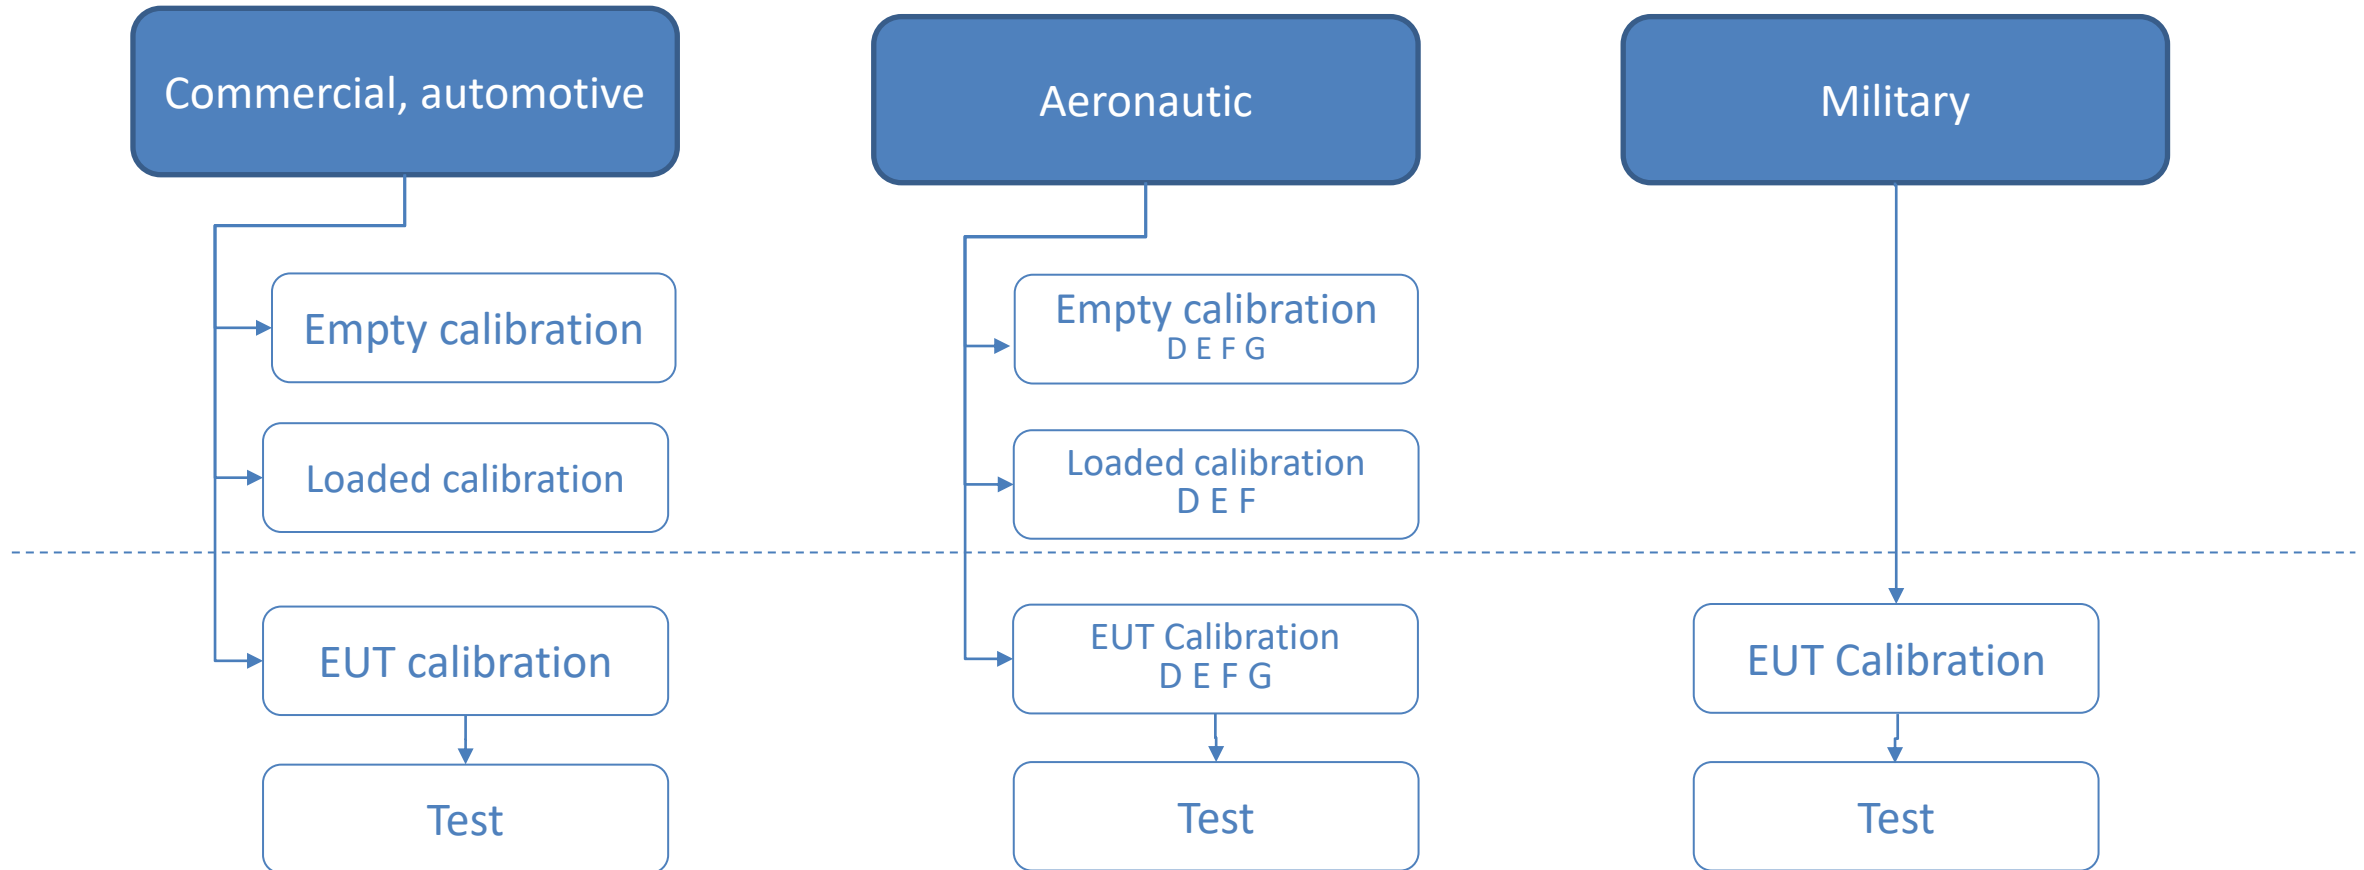 Commercial, automotive
Aeronautic
Military
Empty calibration
Empty calibration
D E F G
Loaded calibration
Loaded calibration
D E F
EUT calibration
EUT Calibration
D E F G
EUT Calibration
Test
Test
Test